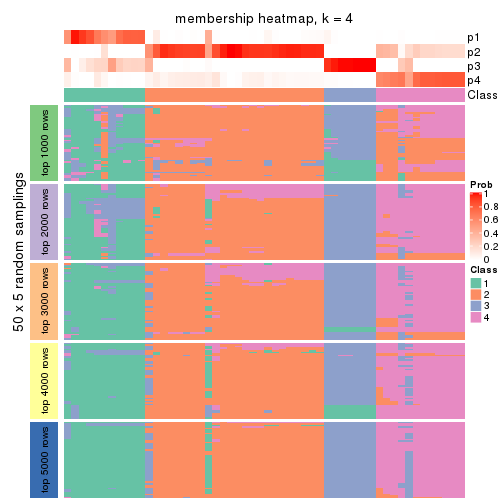 membership heatmap, k = 4
p1
p2
p3
p4
Class
50 x 5 random samplings
top 1000 rows
top 2000 rows
top 3000 rows
top 4000 rows
top 5000 rows
Prob
1
0.8
0.6
0.4
0.2
0
Class
1
2
3
4